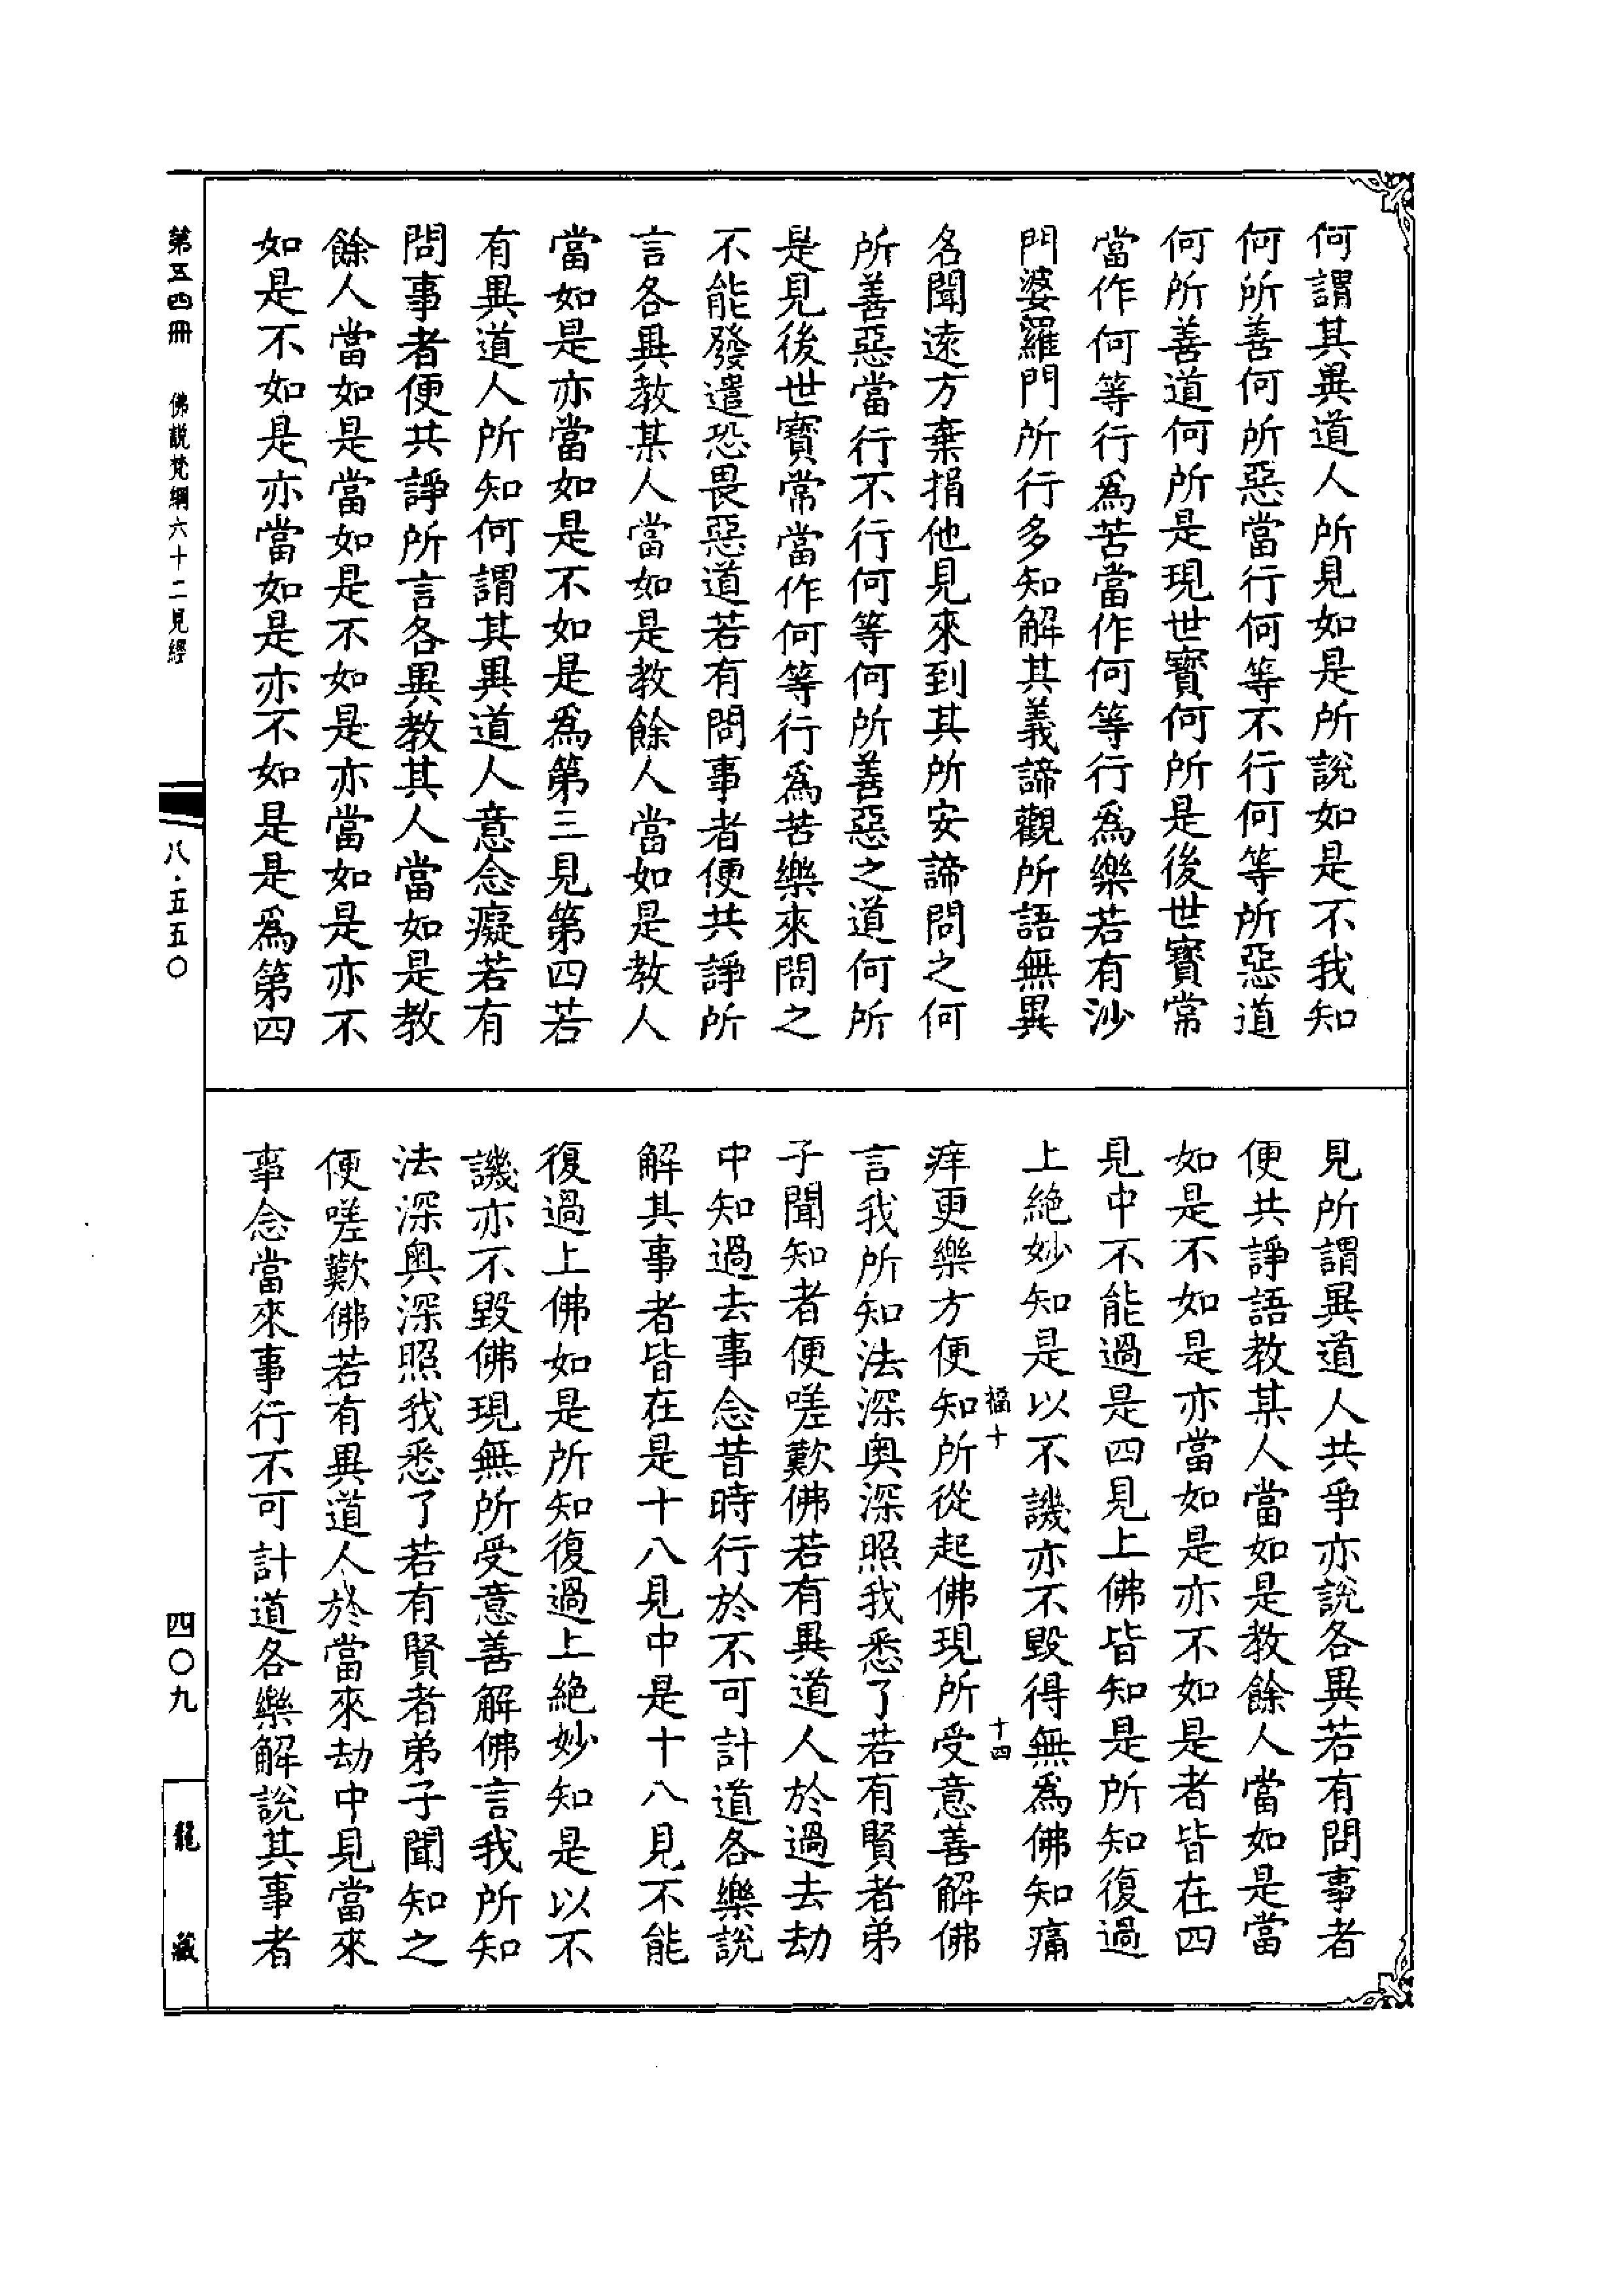 何謂其異道人所見如是所說如是不我知
何所善何所惡當行何等不行何等所惡道
何所善道何所是現世寶何所是後世寶常
當作何等行爲苦當作何等行爲樂若有沙
門婆羅門所行多知解其義諦觀所語無異
名聞遠方棄捐他見來到其所安諦問之何
所善惡當行不行何等何所善惡之道何所
是見後世寶常當作何等行爲苦樂來問之
不能發遣恐畏惡道若有問事者便共諍所
言各異教某人當如是教餘人當如是教人
當如是亦當如是不如是爲第三見第四若
有異道人所知何謂其異道人意念癡若有
問事者便共諍所言各異教其人當如是教
餘人當如是當如是不如是亦當如是亦不
如是不如是亦當如是亦不如是是爲第四
見所謂異道人共爭亦說各異若有問事者
便共諍語教某人當如是教餘人當如是當
如是不如是亦當如是亦不如是者皆在四
見中不能過是四見上佛皆知是所知復過
上絶妙知是以不譏亦不毀得無爲佛知痛
福十
十四
痒更樂方便知所從起佛現所受意善解佛
言我所知法深奥深照我悉了若有賢者弟
子聞知者便嗟歎佛若有異道人於過去劫
中知過去事念昔時行於不可計道各樂說
解其事者皆在是十八見中是十八見不能
復過上佛如是所知復過上絶妙知是以不
譏亦不毀佛現無所受意善解佛言我所知
法深奥深照我悉了若有賢者弟子聞知之
便嗟歎佛若有異道人於當來劫中見當來
事念當來事行不可計道各樂解說其事者
第五四冊
佛說梵網六十二見經
八·五五〇
四〇九
龍藏